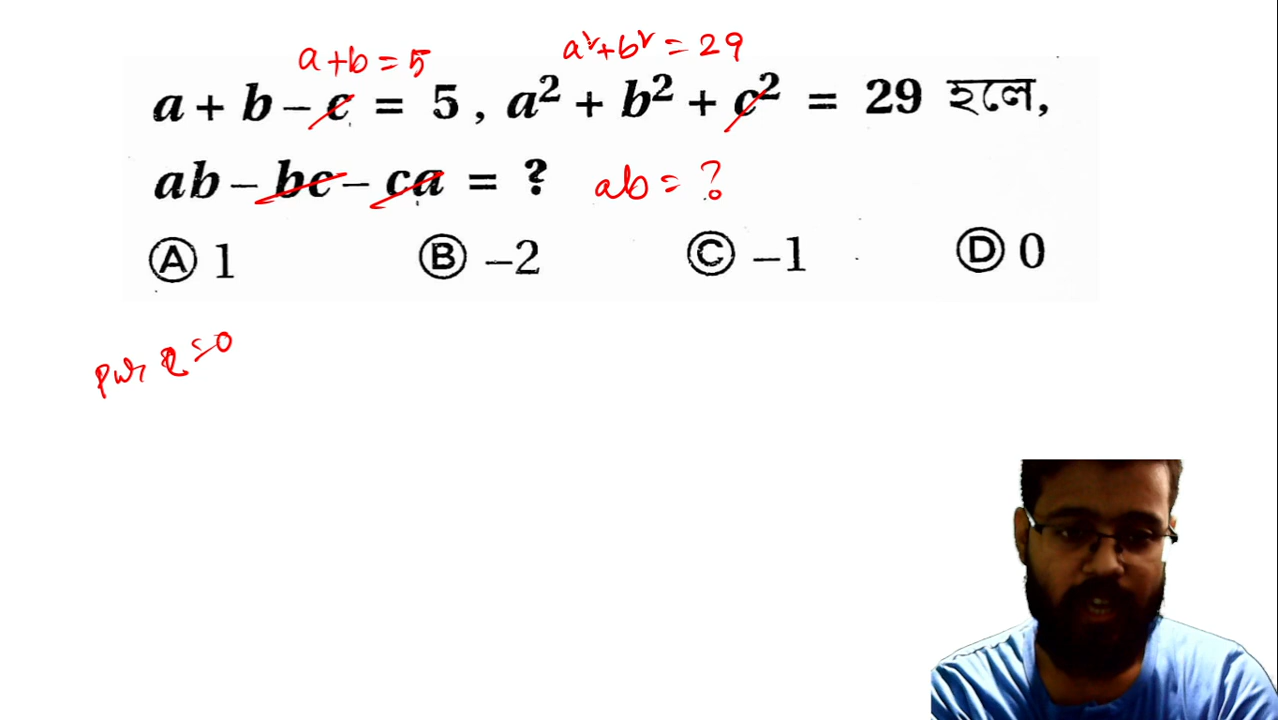 a+b=5 a²+b²=29
a + b – c = 5 , a² + b² + c² = 29 হলে,
ab – bc – ca = ? ab = ?
Ⓐ 1 Ⓑ –2 Ⓒ –1 Ⓓ 0
=0